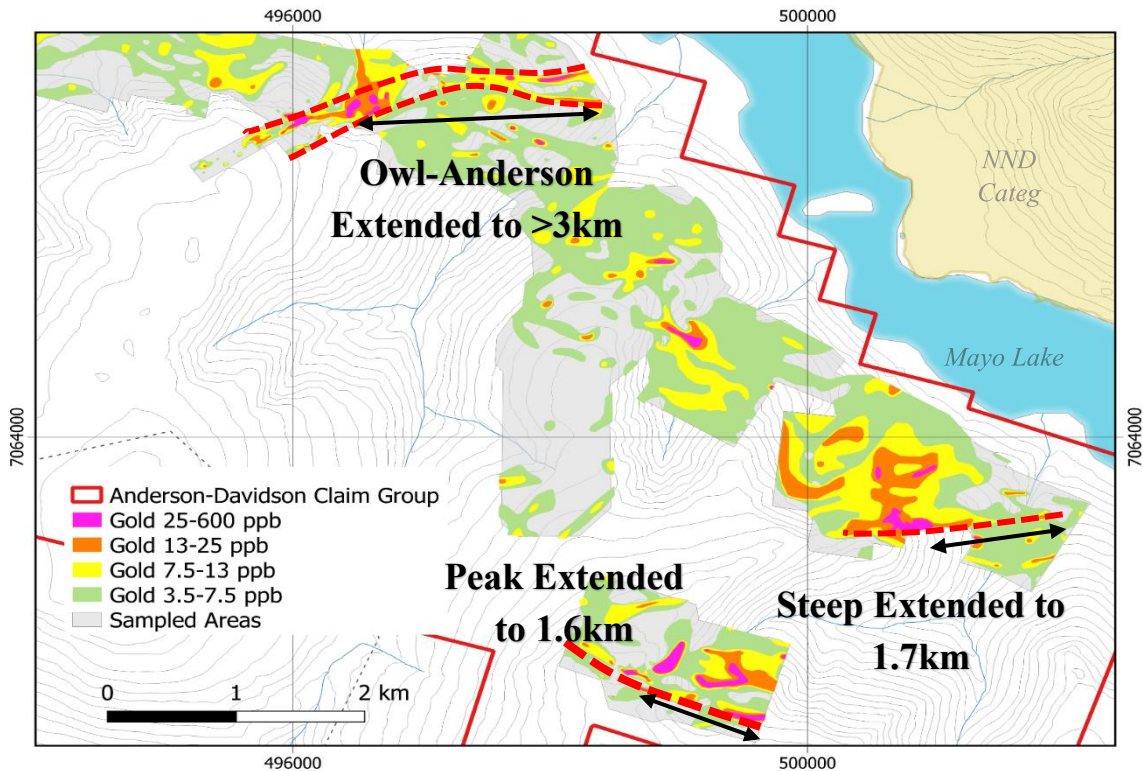 496000
500000
NND
Categ
Owl-Anderson
Extended to >3km
Mayo Lake
7064000
7064000
Anderson-Davidson Claim Group
Gold 25-600 ppb
Gold 13-25 ppb
Gold 7.5-13 ppb
Gold 3.5-7.5 ppb
Sampled Areas
Peak Extended
to 1.6km
Steep Extended to
1.7km
0 1 2 km
496000
500000